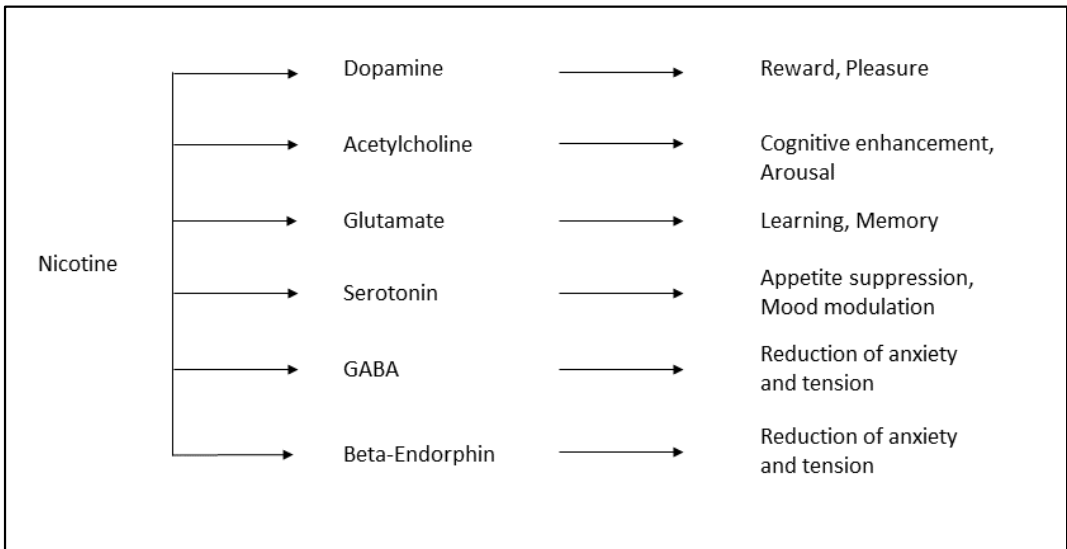 Dopamine
Reward, Pleasure
Acetylcholine
Cognitive enhancement,
Arousal
Glutamate
Learning, Memory
Nicotine
Serotonin
Appetite suppression,
Mood modulation
GABA
Reduction of anxiety
and tension
Beta-Endorphin
Reduction of anxiety
and tension